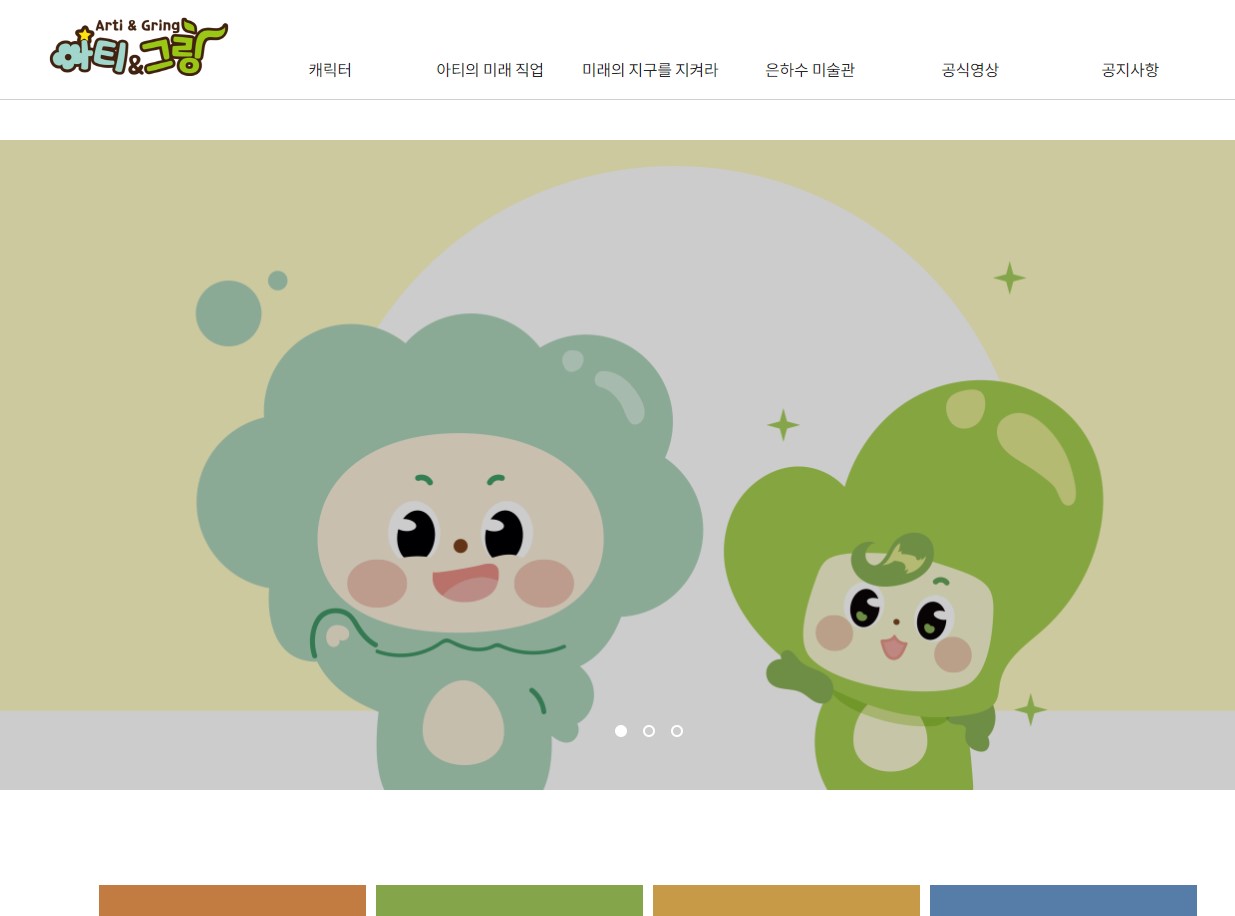 Arti & Gring
아티&그링
캐릭터
아티의 미래 직업
미래의 지구를 지켜라
은하수 미술관
공식영상
공지사항